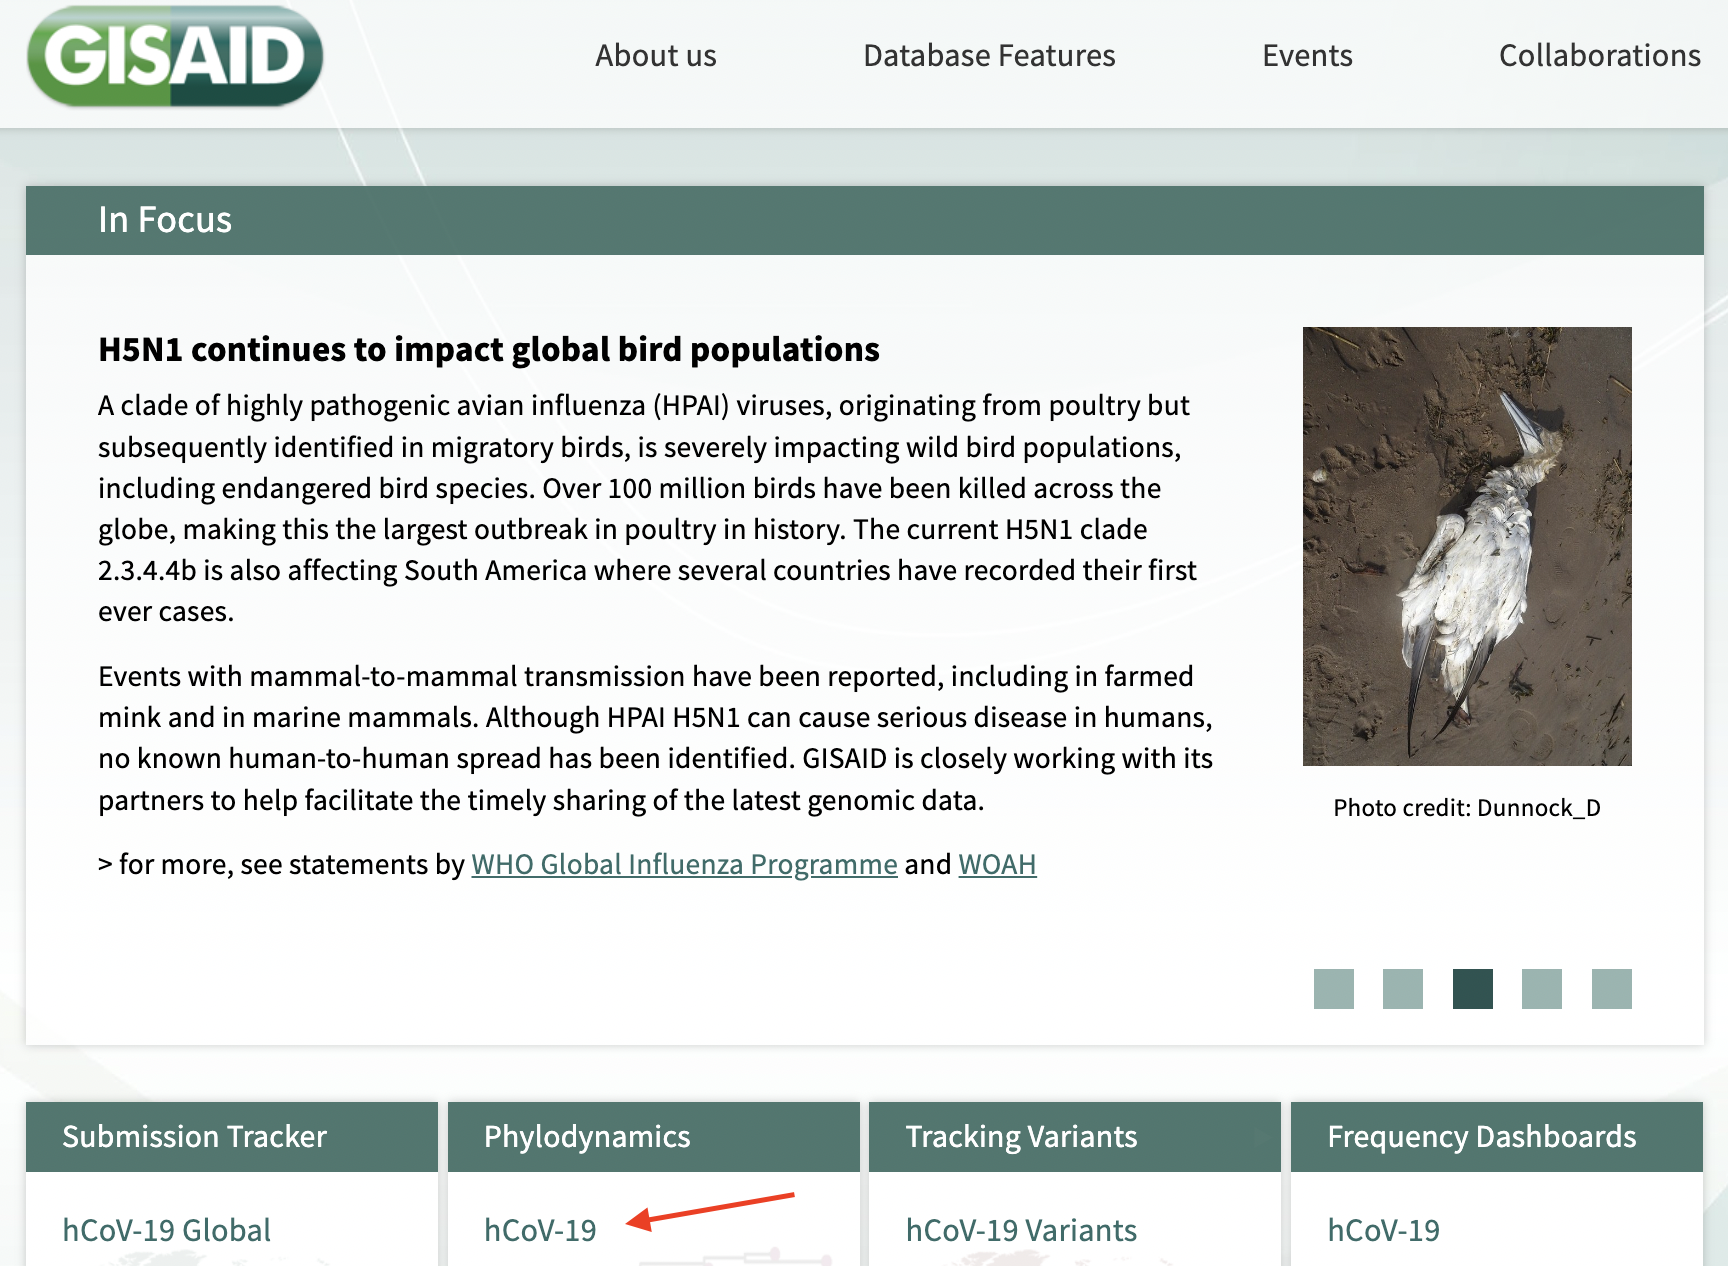 GISAID
About us
Database Features
Events
Collaborations
In Focus
H5N1 continues to impact global bird populations
A clade of highly pathogenic avian influenza (HPAI) viruses, originating from poultry but
subsequently identified in migratory birds, is severely impacting wild bird populations,
including endangered bird species. Over 100 million birds have been killed across the
globe, making this the largest outbreak in poultry in history. The current H5N1 clade
2.3.4.4b is also affecting South America where several countries have recorded their first
ever cases.
Events with mammal-to-mammal transmission have been reported, including in farmed
mink and in marine mammals. Although HPAI H5N1 can cause serious disease in humans,
no known human-to-human spread has been identified. GISAID is closely working with its
partners to help facilitate the timely sharing of the latest genomic data.
> for more, see statements by WHO Global Influenza Programme and WOAH
Photo credit: Dunnock_D
Submission Tracker
hCoV-19 Global
Phylodynamics
hCoV-19
Tracking Variants
hCoV-19 Variants
Frequency Dashboards
hCoV-19